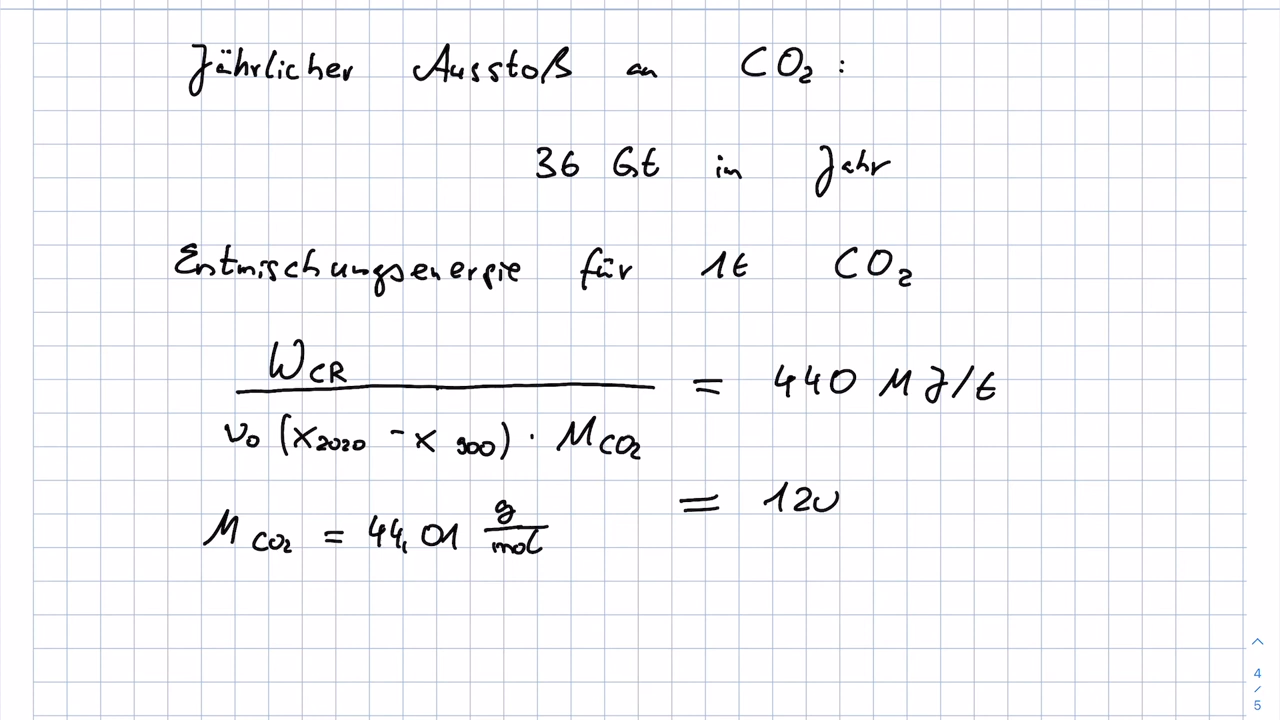 Jährlicher Ausstoß an CO₂ :
36 Gt im Jahr
Entmischungsenergie für 1t CO₂
W_CR / ν₀ (x₂₀₂₀ - x ₉₀₀) · M_CO₂ = 440 MJ/t
= 120
M_CO₂ = 44,01 g/mol
4
/
5